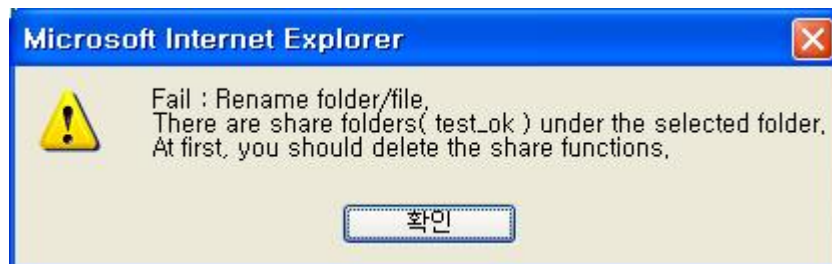 Microsoft Internet Explorer
Fail : Rename folder/file,
There are share folders( test_ok ) under the selected folder,
At first, you should delete the share functions,
확인